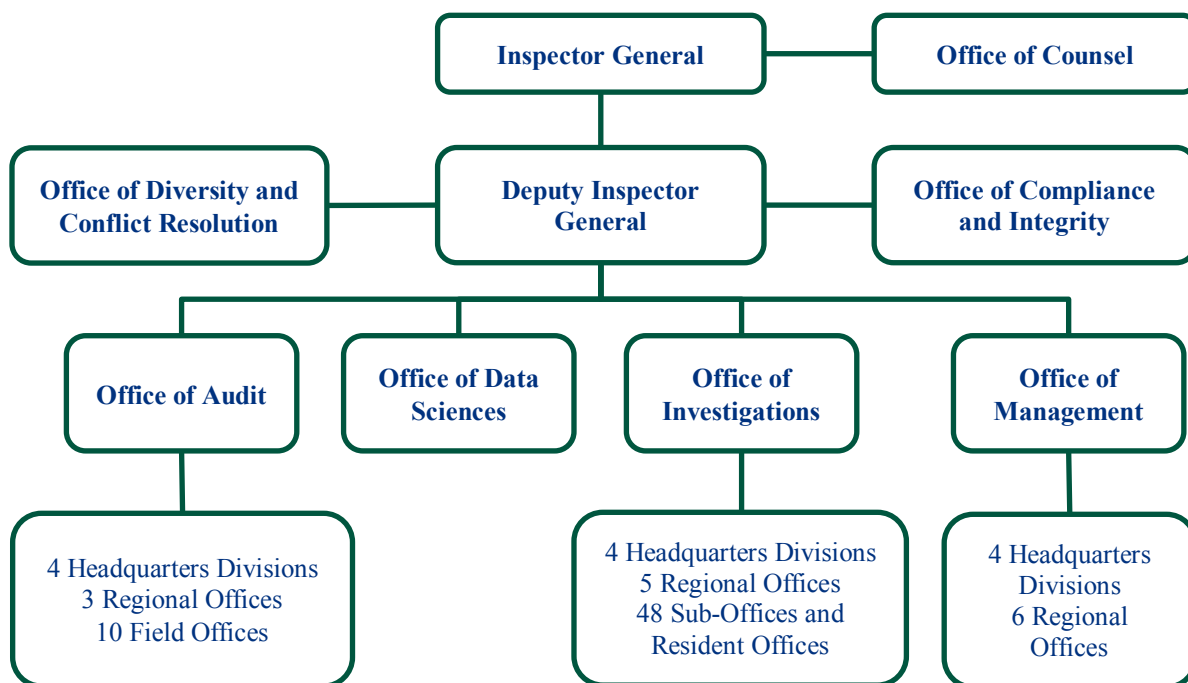 Inspector General
Office of Counsel
Office of Diversity and
Conflict Resolution
Deputy Inspector
General
Office of Compliance
and Integrity
Office of Audit
Office of Data
Sciences
Office of
Investigations
Office of
Management
4 Headquarters Divisions
3 Regional Offices
10 Field Offices
4 Headquarters Divisions
5 Regional Offices
48 Sub-Offices and
Resident Offices
4 Headquarters
Divisions
6 Regional
Offices